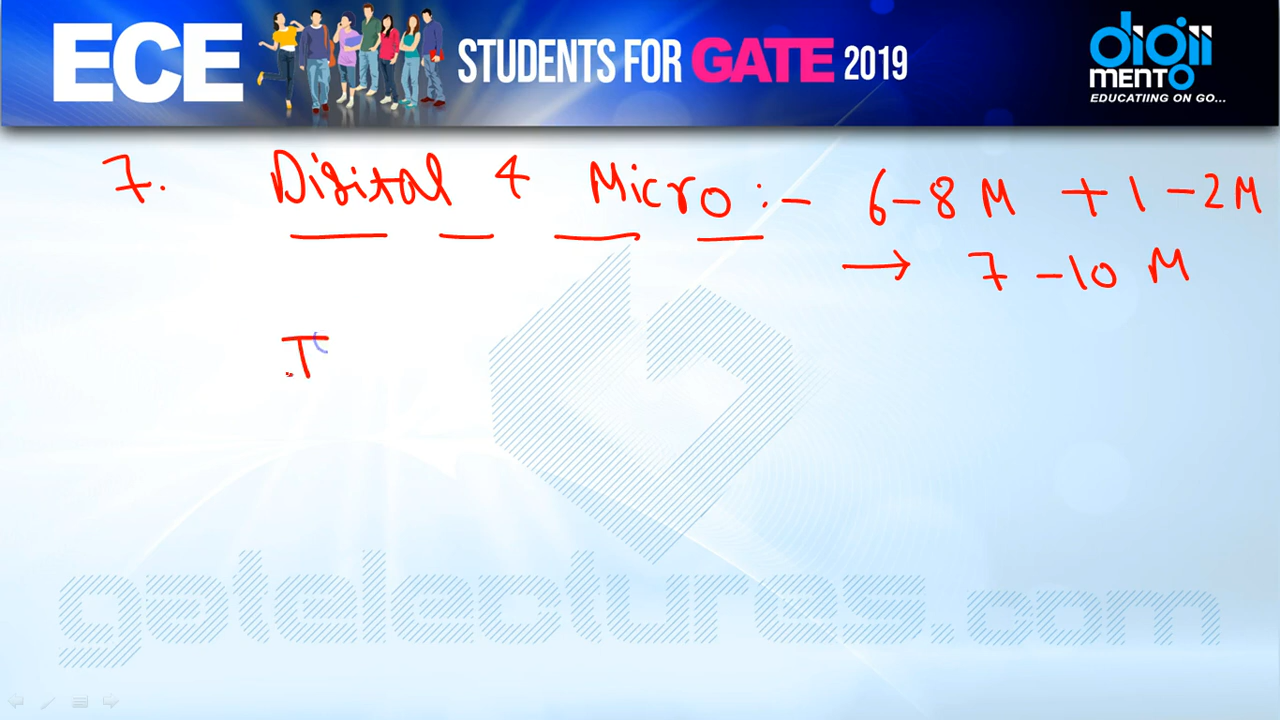 ECE STUDENTS FOR GATE 2019
digii
mento
EDUCATIING ON GO...
7. Digital & Micro :- 6-8 M + 1-2M
→ 7-10 M
T
gatelectures.com